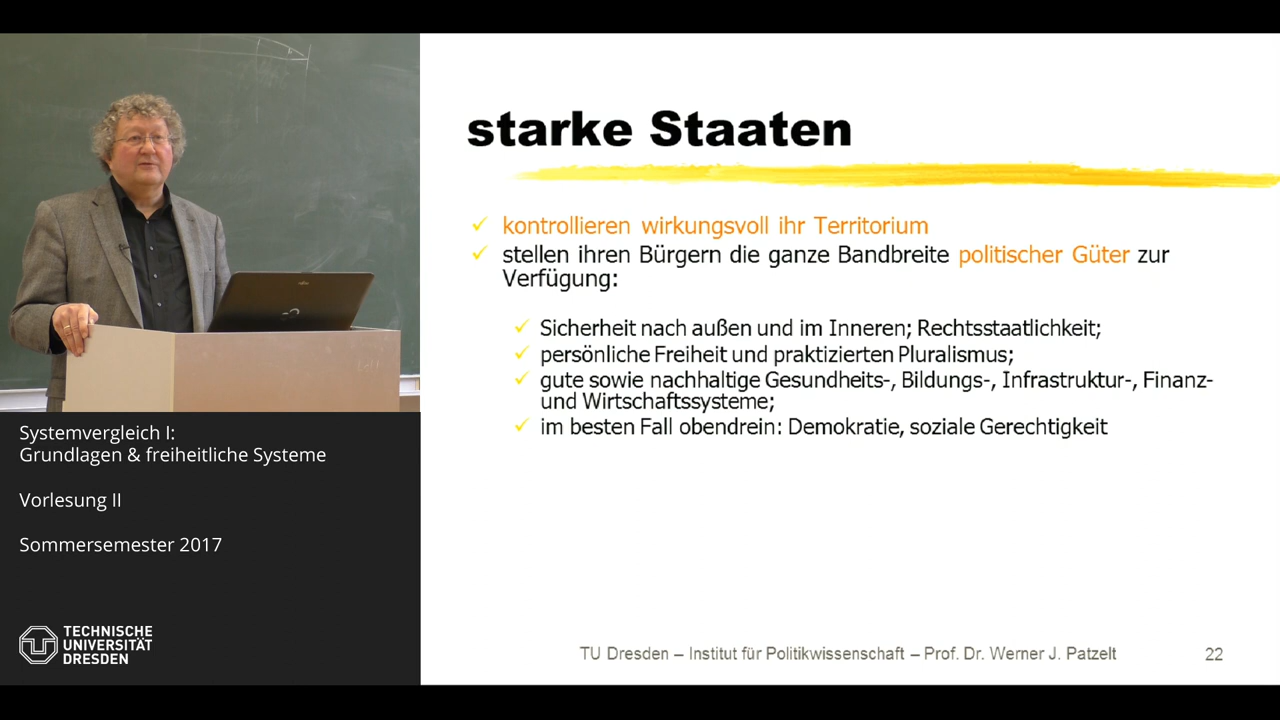 starke Staaten
kontrollieren wirkungsvoll ihr Territorium
stellen ihren Bürgern die ganze Bandbreite politischer Güter zur
Verfügung:
Sicherheit nach außen und im Inneren; Rechtsstaatlichkeit;
persönliche Freiheit und praktizierten Pluralismus;
gute sowie nachhaltige Gesundheits-, Bildungs-, Infrastruktur-, Finanz-
und Wirtschaftssysteme;
im besten Fall obendrein: Demokratie, soziale Gerechtigkeit
Systemvergleich I:
Grundlagen & freiheitliche Systeme
Vorlesung II
Sommersemester 2017
TECHNISCHE
UNIVERSITÄT
DRESDEN
TU Dresden – Institut für Politikwissenschaft – Prof. Dr. Werner J. Patzelt
22